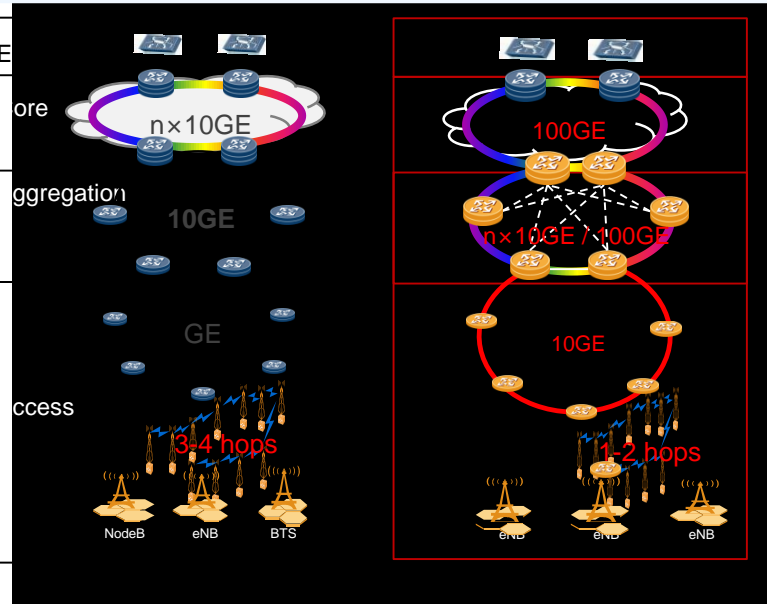 E
ore
n×10GE
100GE
ggregation
10GE
n×10GE / 100GE
GE
10GE
ccess
3-4 hops
1-2 hops
NodeB
eNB
BTS
eNB
eNB
eNB